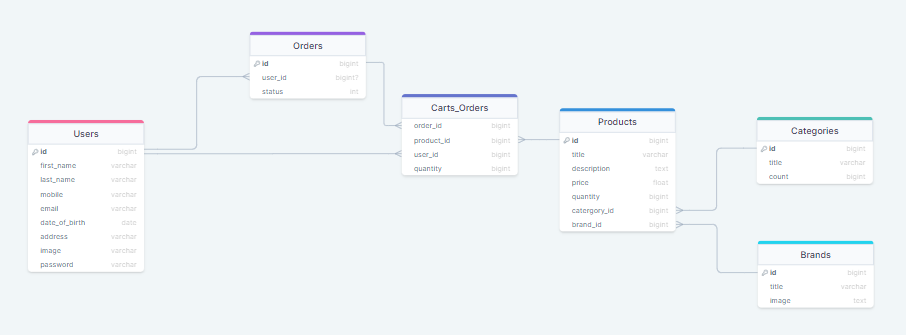 Orders
id bigint
user_id bigint?
status int
Carts_Orders
order_id bigint
product_id bigint
user_id bigint
quantity bigint
Users
id bigint
first_name varchar
last_name varchar
mobile varchar
email varchar
date_of_birth date
address varchar
image varchar
password varchar
Products
id bigint
title varchar
description text
price float
quantity bigint
catergory_id bigint
brand_id bigint
Categories
id bigint
title varchar
count bigint
Brands
id bigint
title varchar
image text